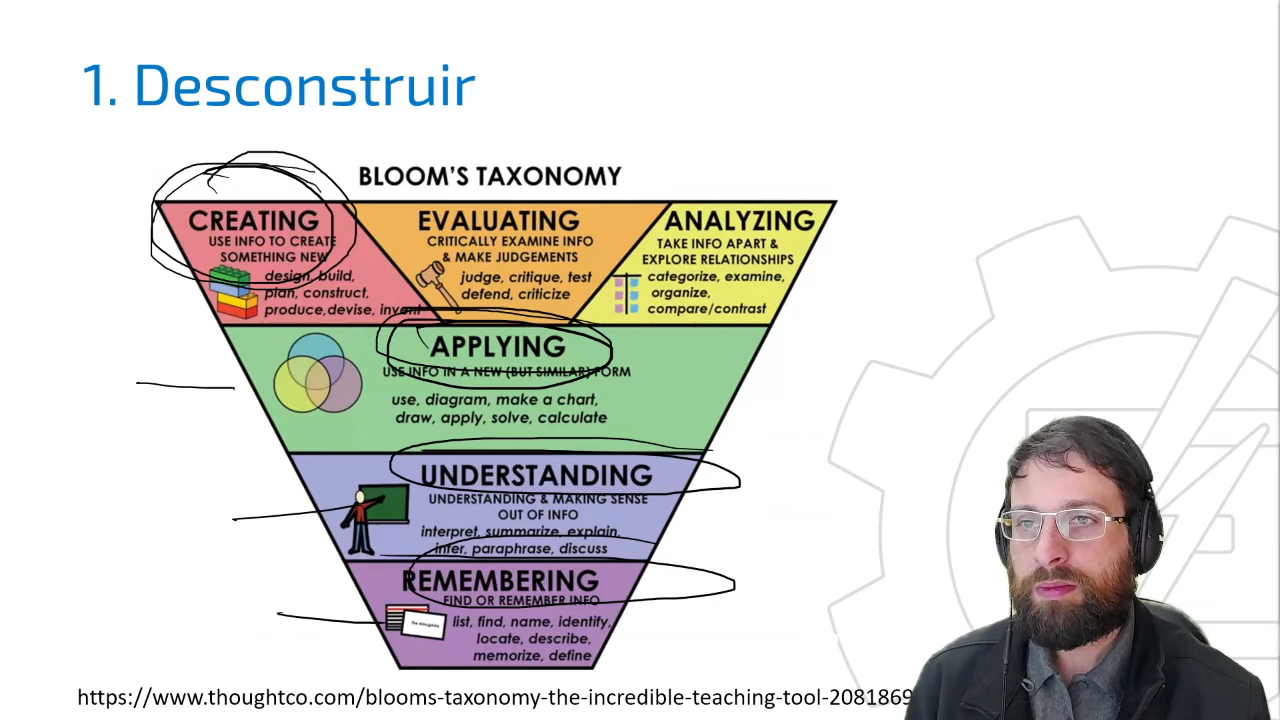 1. Desconstruir
BLOOM'S TAXONOMY
CREATING
USE INFO TO CREATE
SOMETHING NEW
design, build,
plan, construct,
produce,devise, invent
EVALUATING
CRITICALLY EXAMINE INFO
& MAKE JUDGEMENTS
judge, critique, test
defend, criticize
ANALYZING
TAKE INFO APART &
EXPLORE RELATIONSHIPS
categorize, examine,
organize,
compare/contrast
APPLYING
USE INFO IN A NEW (BUT SIMILAR) FORM
use, diagram, make a chart,
draw, apply, solve, calculate
UNDERSTANDING
UNDERSTANDING & MAKING SENSE
OUT OF INFO
interpret, summarize, explain,
infer, paraphrase, discuss
REMEMBERING
FIND OR REMEMBER INFO
list, find, name, identify,
locate, describe,
memorize, define
https://www.thoughtco.com/blooms-taxonomy-the-incredible-teaching-tool-2081869